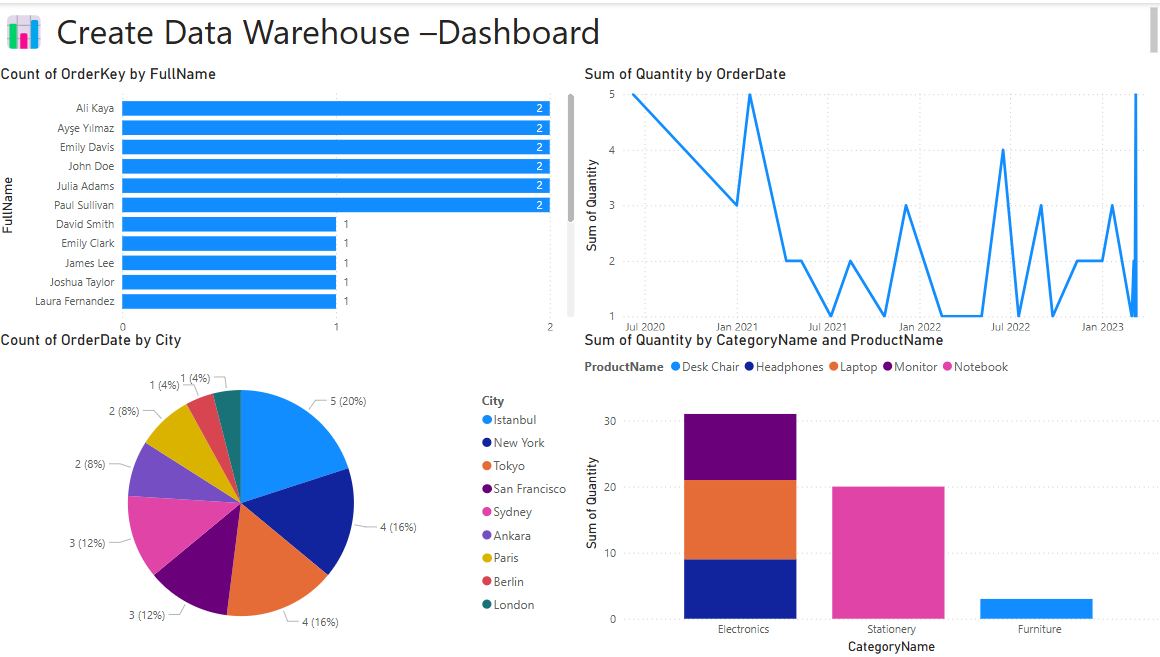 Create Data Warehouse –Dashboard
Count of OrderKey by FullName
FullName
Ali Kaya 2
Ayşe Yılmaz 2
Emily Davis 2
John Doe 2
Julia Adams 2
Paul Sullivan 2
David Smith 1
Emily Clark 1
James Lee 1
Joshua Taylor 1
Laura Fernandez 1
0 1 2
Sum of Quantity by OrderDate
Sum of Quantity
5
4
3
2
1
Jul 2020 Jan 2021 Jul 2021 Jan 2022 Jul 2022 Jan 2023
Count of OrderDate by City
5 (20%)
4 (16%)
4 (16%)
3 (12%)
3 (12%)
2 (8%)
2 (8%)
1 (4%)
1 (4%)
City
Istanbul
New York
Tokyo
San Francisco
Sydney
Ankara
Paris
Berlin
London
Sum of Quantity by CategoryName and ProductName
ProductName Desk Chair Headphones Laptop Monitor Notebook
Sum of Quantity
30
20
10
0
Electronics Stationery Furniture
CategoryName